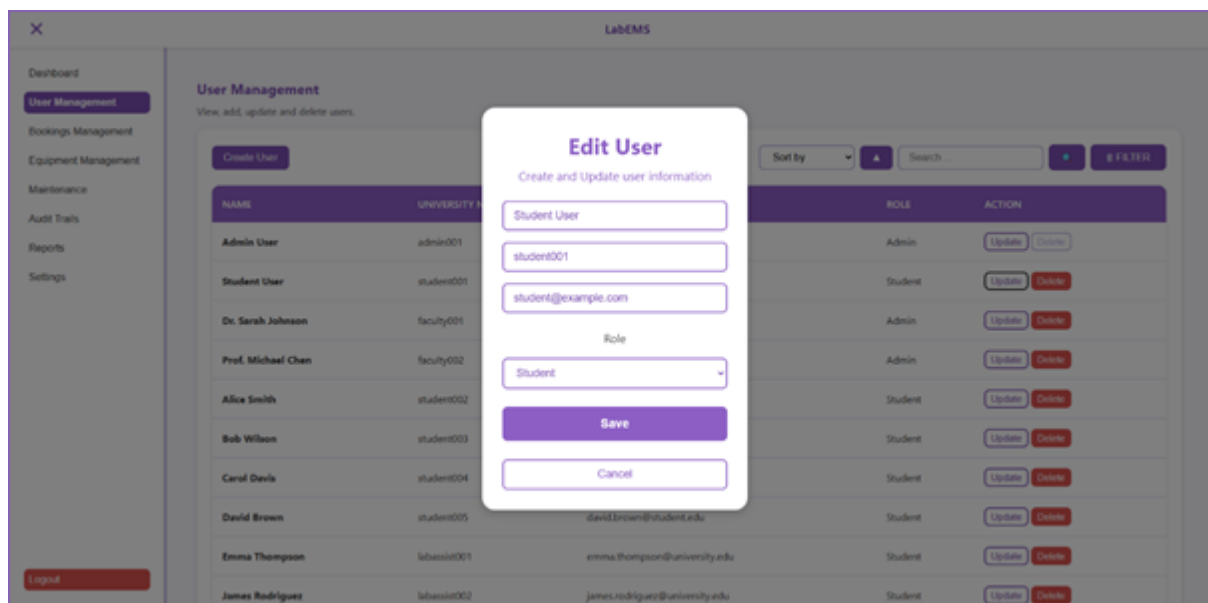 LabEMS
Dashboard
User Management
Bookings Management
Equipment Management
Maintenance
Audit Trails
Reports
Settings
Logout
User Management
View, add, update and delete users.
Create User
Sort by
▲
Search ...
FILTER
NAME UNIVERSITY ROLE ACTION
Admin User admin001 Admin Update Delete
Student User student001 Student Update Delete
Dr. Sarah Johnson faculty001 Admin Update Delete
Prof. Michael Chen faculty002 Admin Update Delete
Alice Smith student002 Student Update Delete
Bob Wilson student003 Student Update Delete
Carol Davis student004 Student Update Delete
David Brown student005 david.brown@student.edu Student Update Delete
Emma Thompson labassist001 emma.thompson@university.edu Student Update Delete
James Rodriguez labassist002 james.rodriguez@university.edu Student Update Delete
Edit User
Create and Update user information
Student User
student001
student@example.com
Role
Student
Save
Cancel